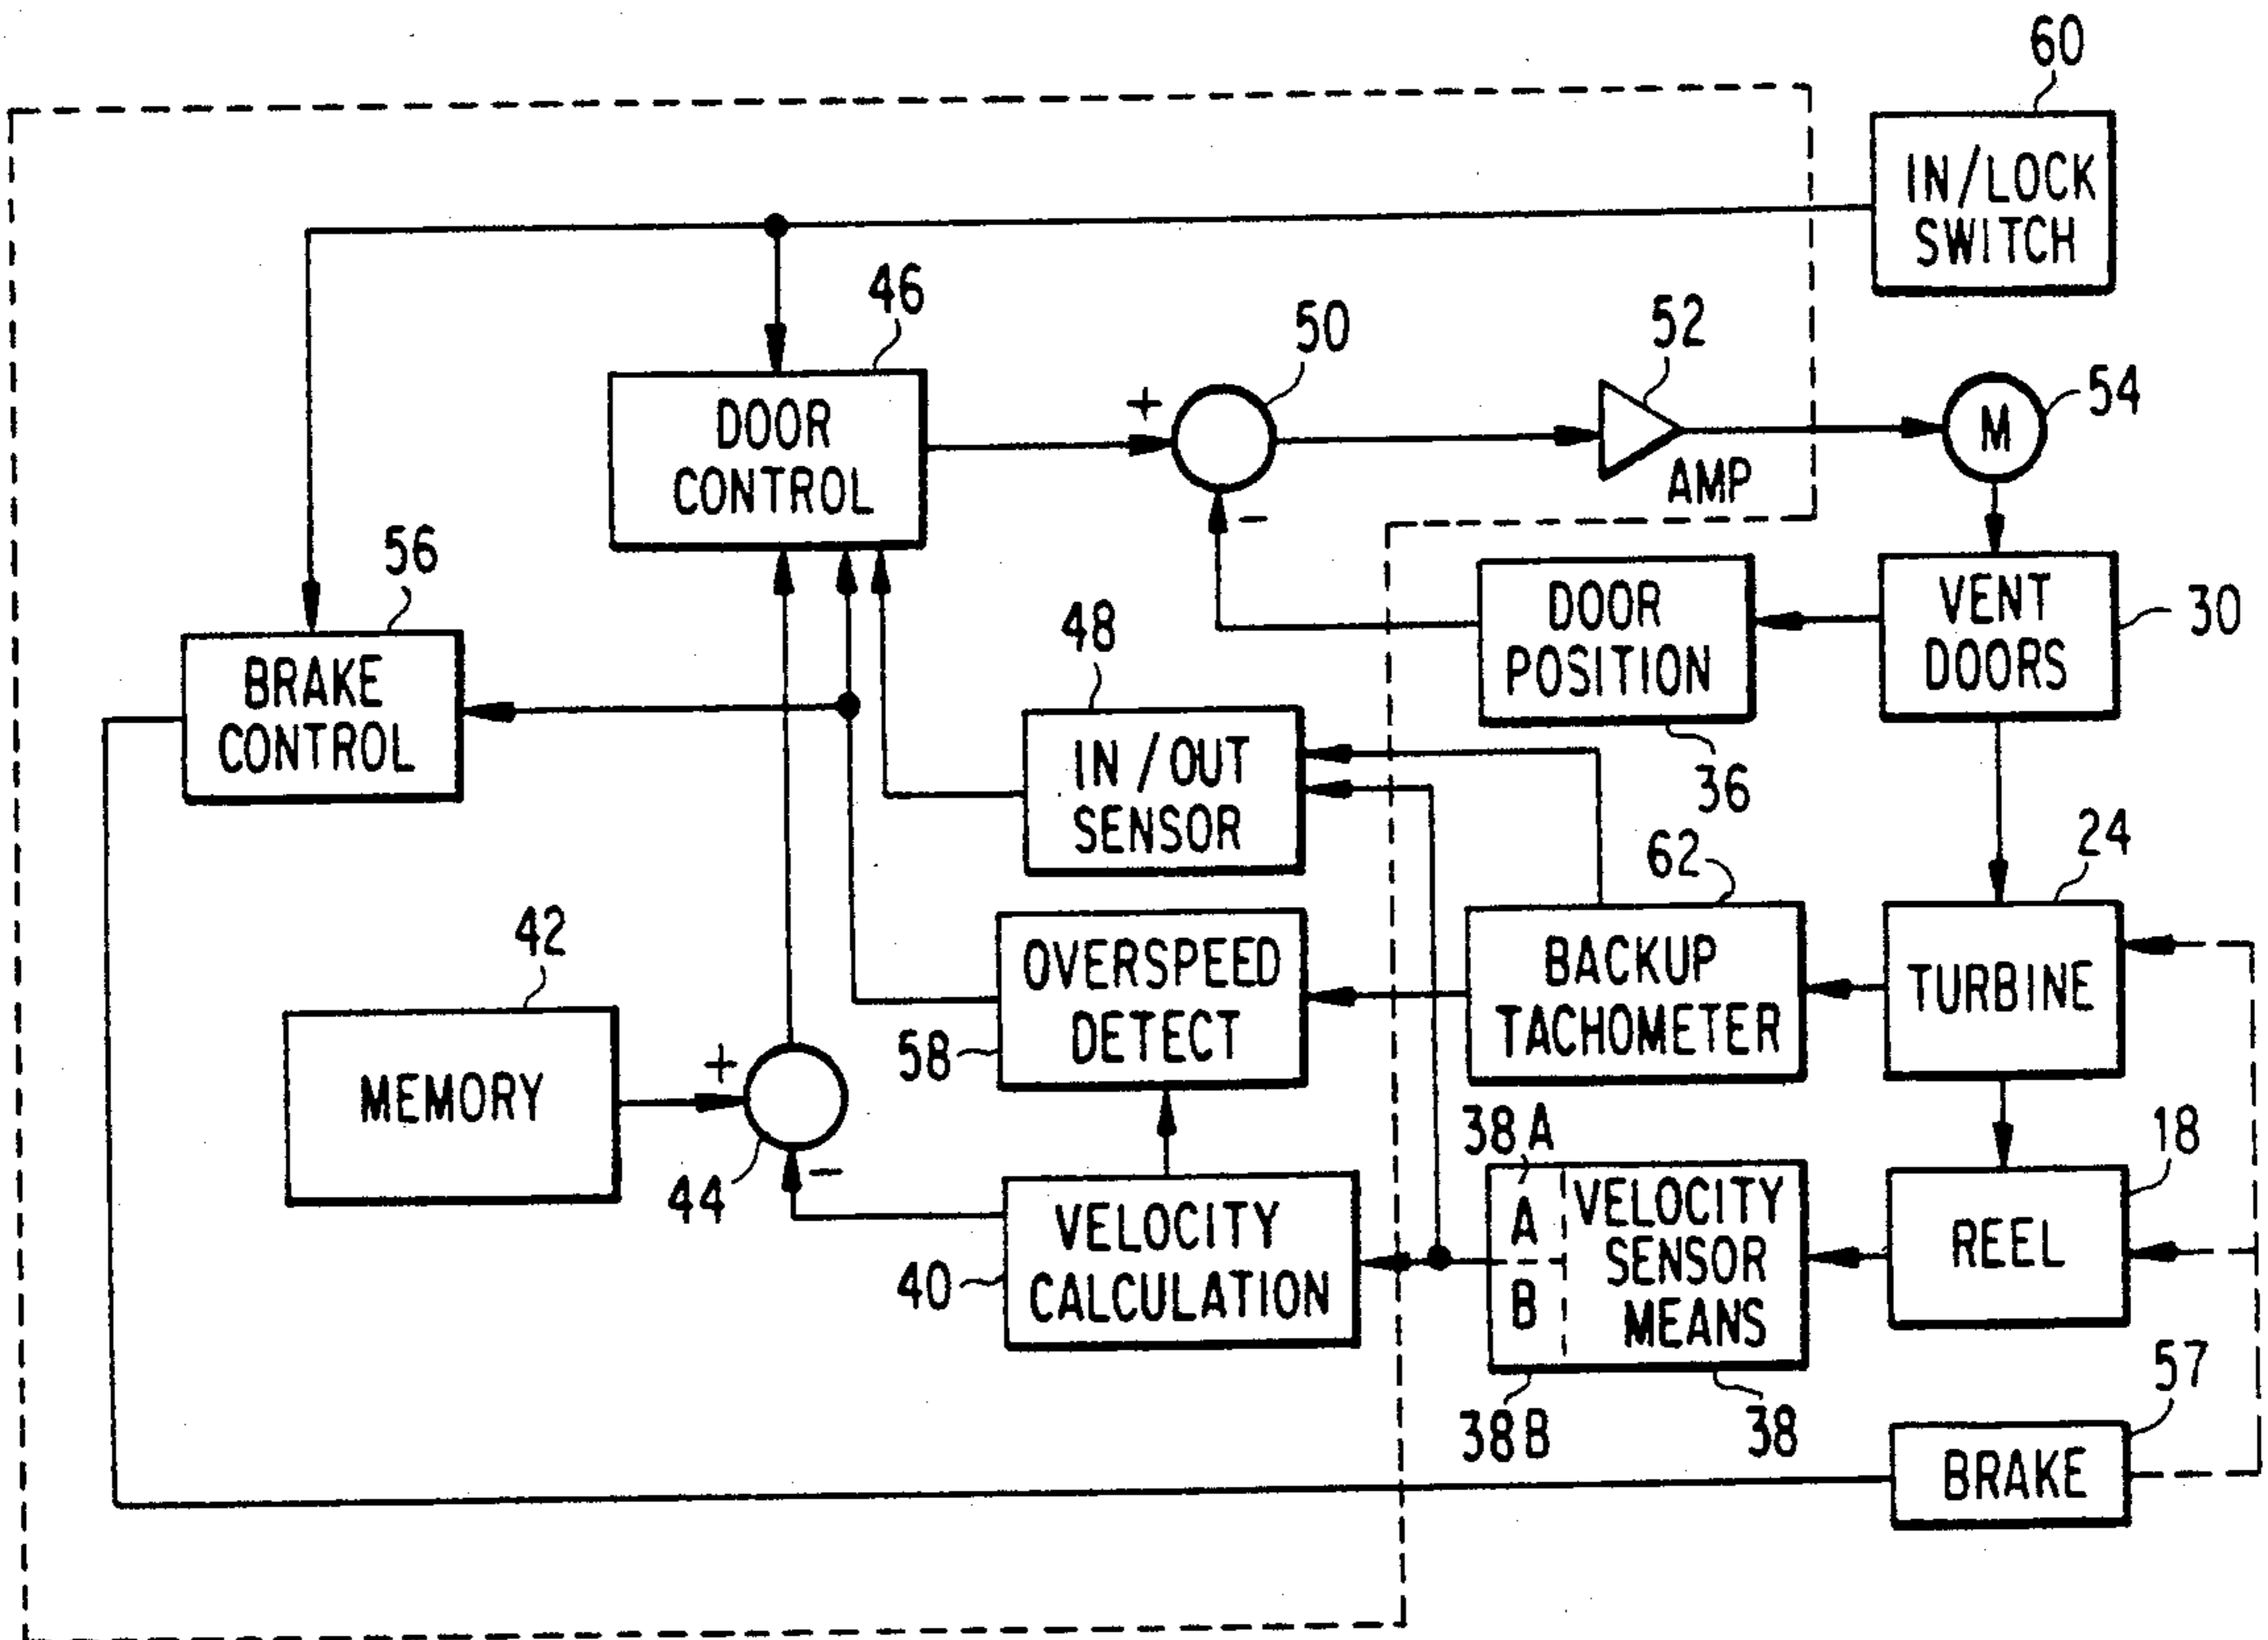 60
IN/LOCK
SWITCH
46
50
52
54
DOOR
CONTROL
+
−
AMP
M
56
BRAKE
CONTROL
48
IN/OUT
SENSOR
DOOR
POSITION
36
VENT
DOORS
30
62
24
42
MEMORY
+
−
44
OVERSPEED
DETECT
58
BACKUP
TACHOMETER
TURBINE
38A
18
VELOCITY
CALCULATION
40
A
B
VELOCITY
SENSOR
MEANS
REEL
38B
38
57
BRAKE